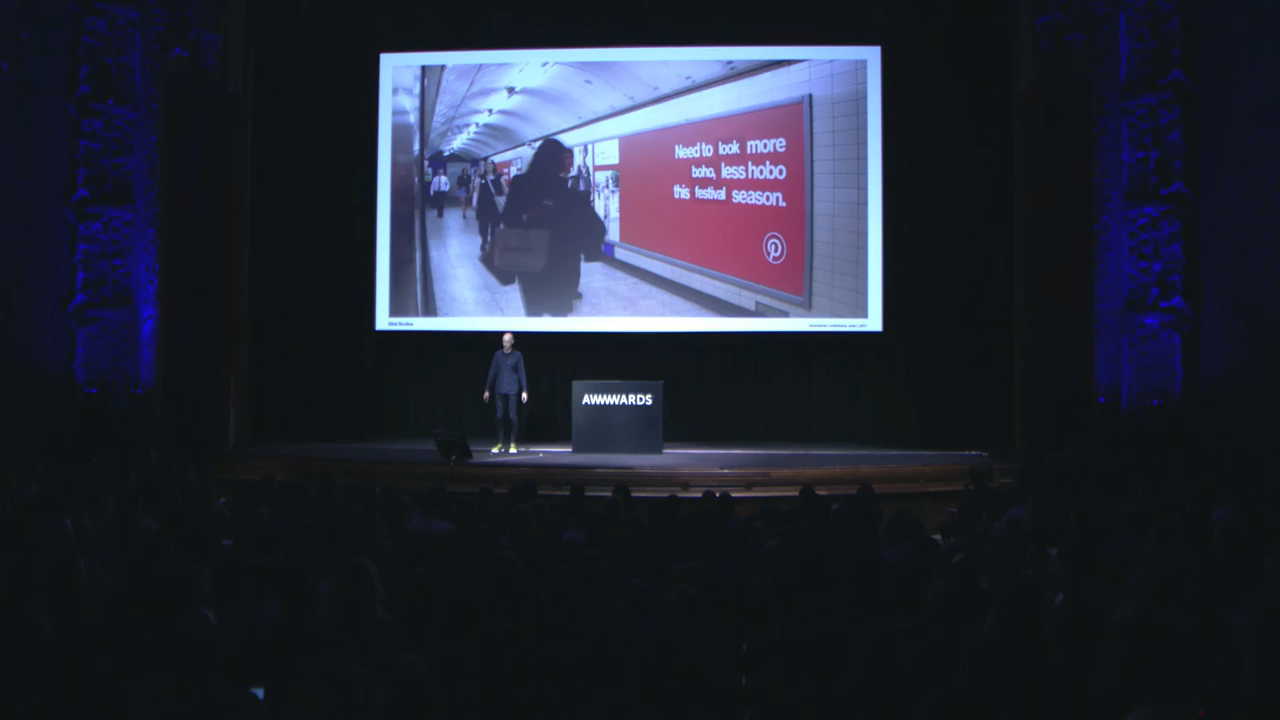 Need to look more
boho, less hobo
this festival season.
AWWWARDS